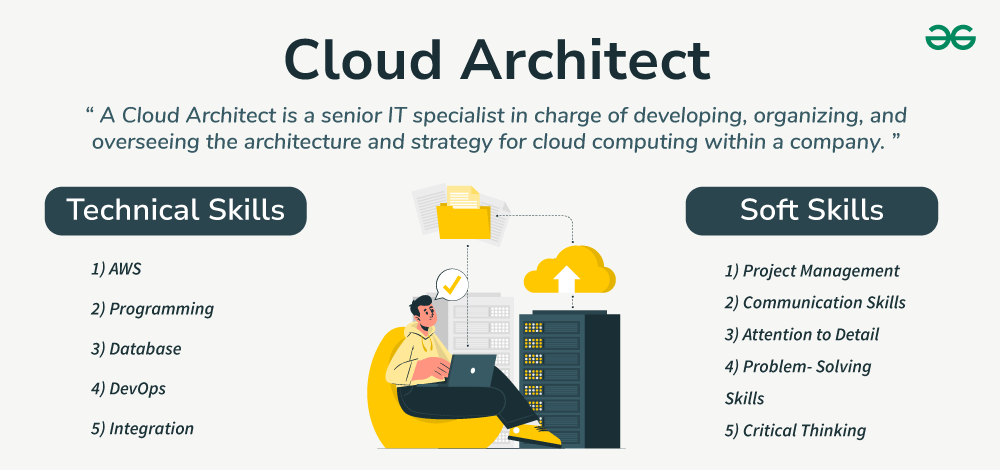 Cloud Architect
“ A Cloud Architect is a senior IT specialist in charge of developing, organizing, and
overseeing the architecture and strategy for cloud computing within a company. ”
Technical Skills
1) AWS
2) Programming
3) Database
4) DevOps
5) Integration
Soft Skills
1) Project Management
2) Communication Skills
3) Attention to Detail
4) Problem- Solving
Skills
5) Critical Thinking